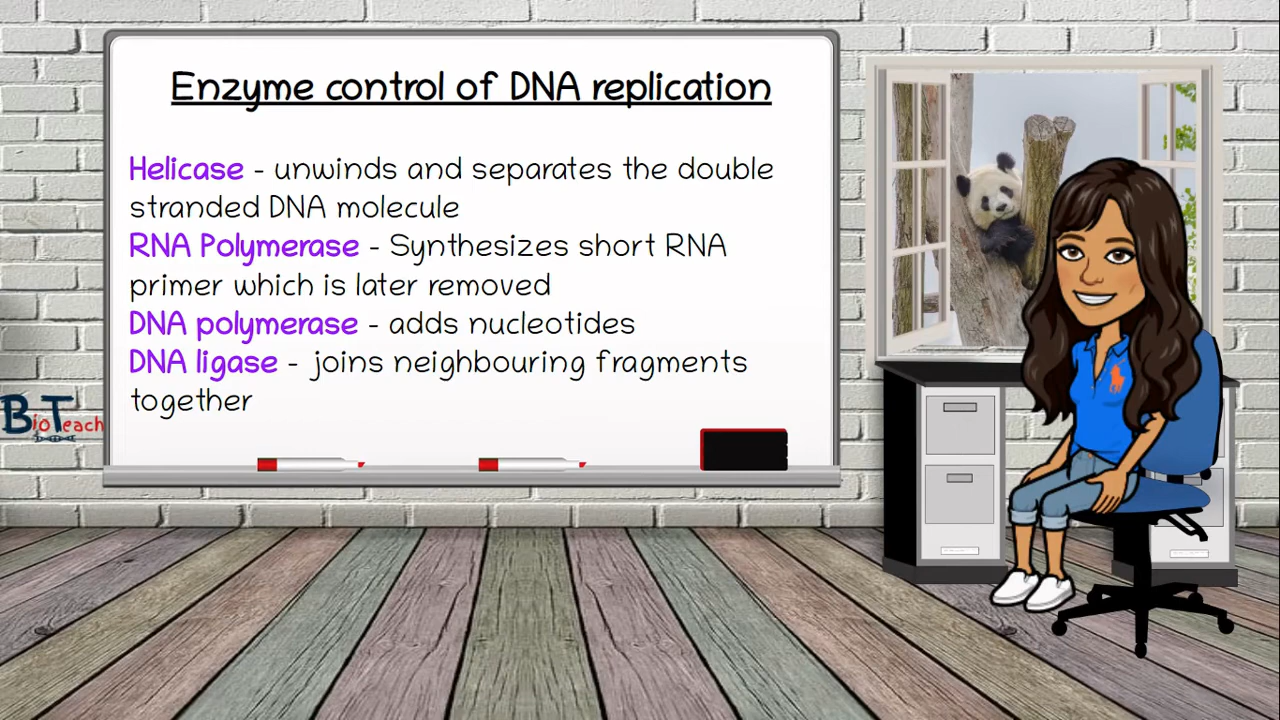 Enzyme control of DNA replication
Helicase - unwinds and separates the double
stranded DNA molecule
RNA Polymerase - Synthesizes short RNA
primer which is later removed
DNA polymerase - adds nucleotides
DNA ligase - joins neighbouring fragments
together
BioTeach